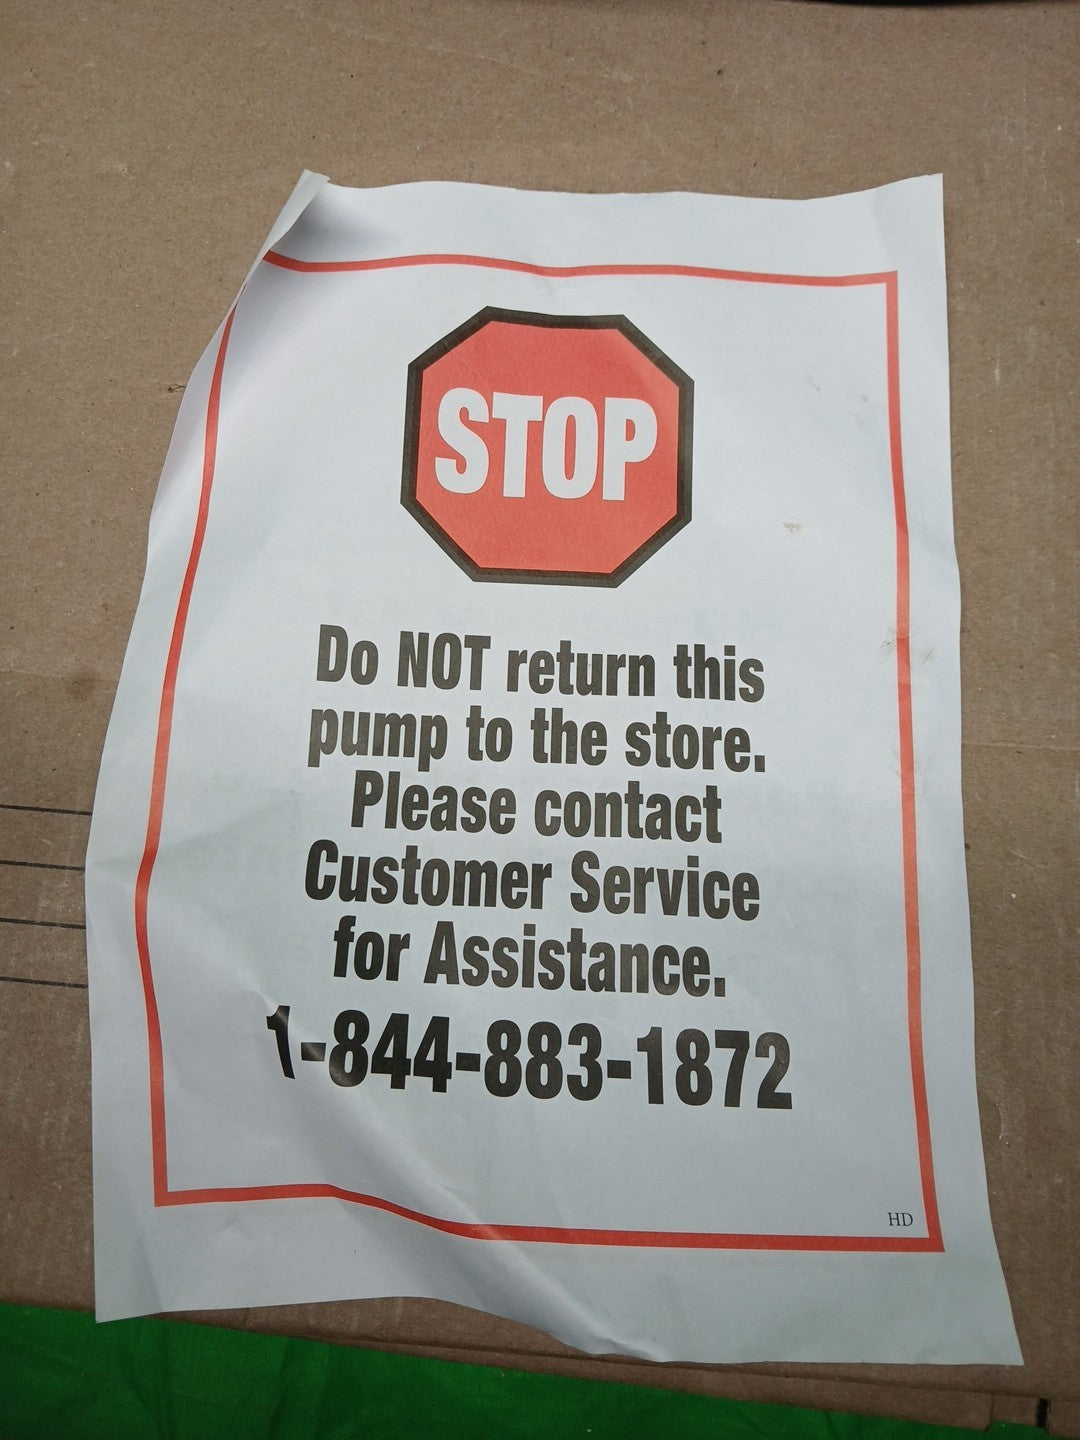 STOP
Do NOT return this
pump to the store.
Please contact
Customer Service
for Assistance.
1-844-883-1872
HD